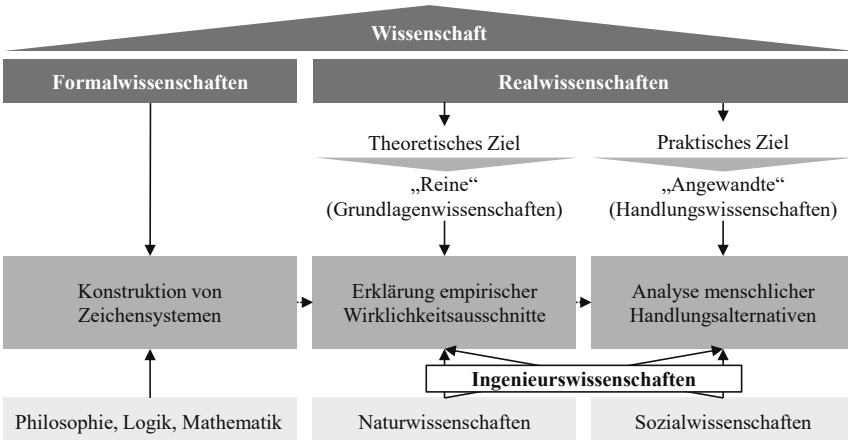 Wissenschaft
Formalwissenschaften
Realwissenschaften
Theoretisches Ziel
Praktisches Ziel
„Reine“
(Grundlagenwissenschaften)
„Angewandte“
(Handlungswissenschaften)
Konstruktion von
Zeichensystemen
Erklärung empirischer
Wirklichkeitsausschnitte
Analyse menschlicher
Handlungsalternativen
Ingenieurswissenschaften
Philosophie, Logik, Mathematik
Naturwissenschaften
Sozialwissenschaften